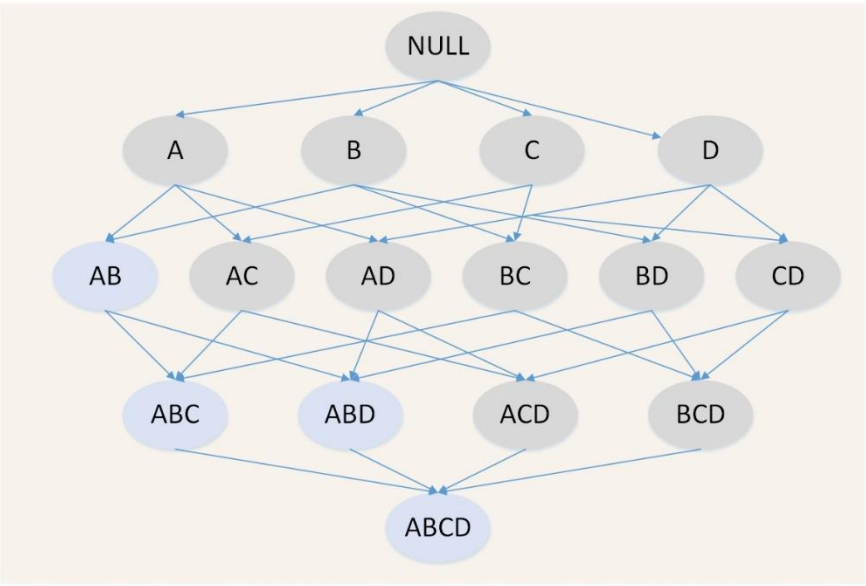 NULL
A B C D
AB AC AD BC BD CD
ABC ABD ACD BCD
ABCD